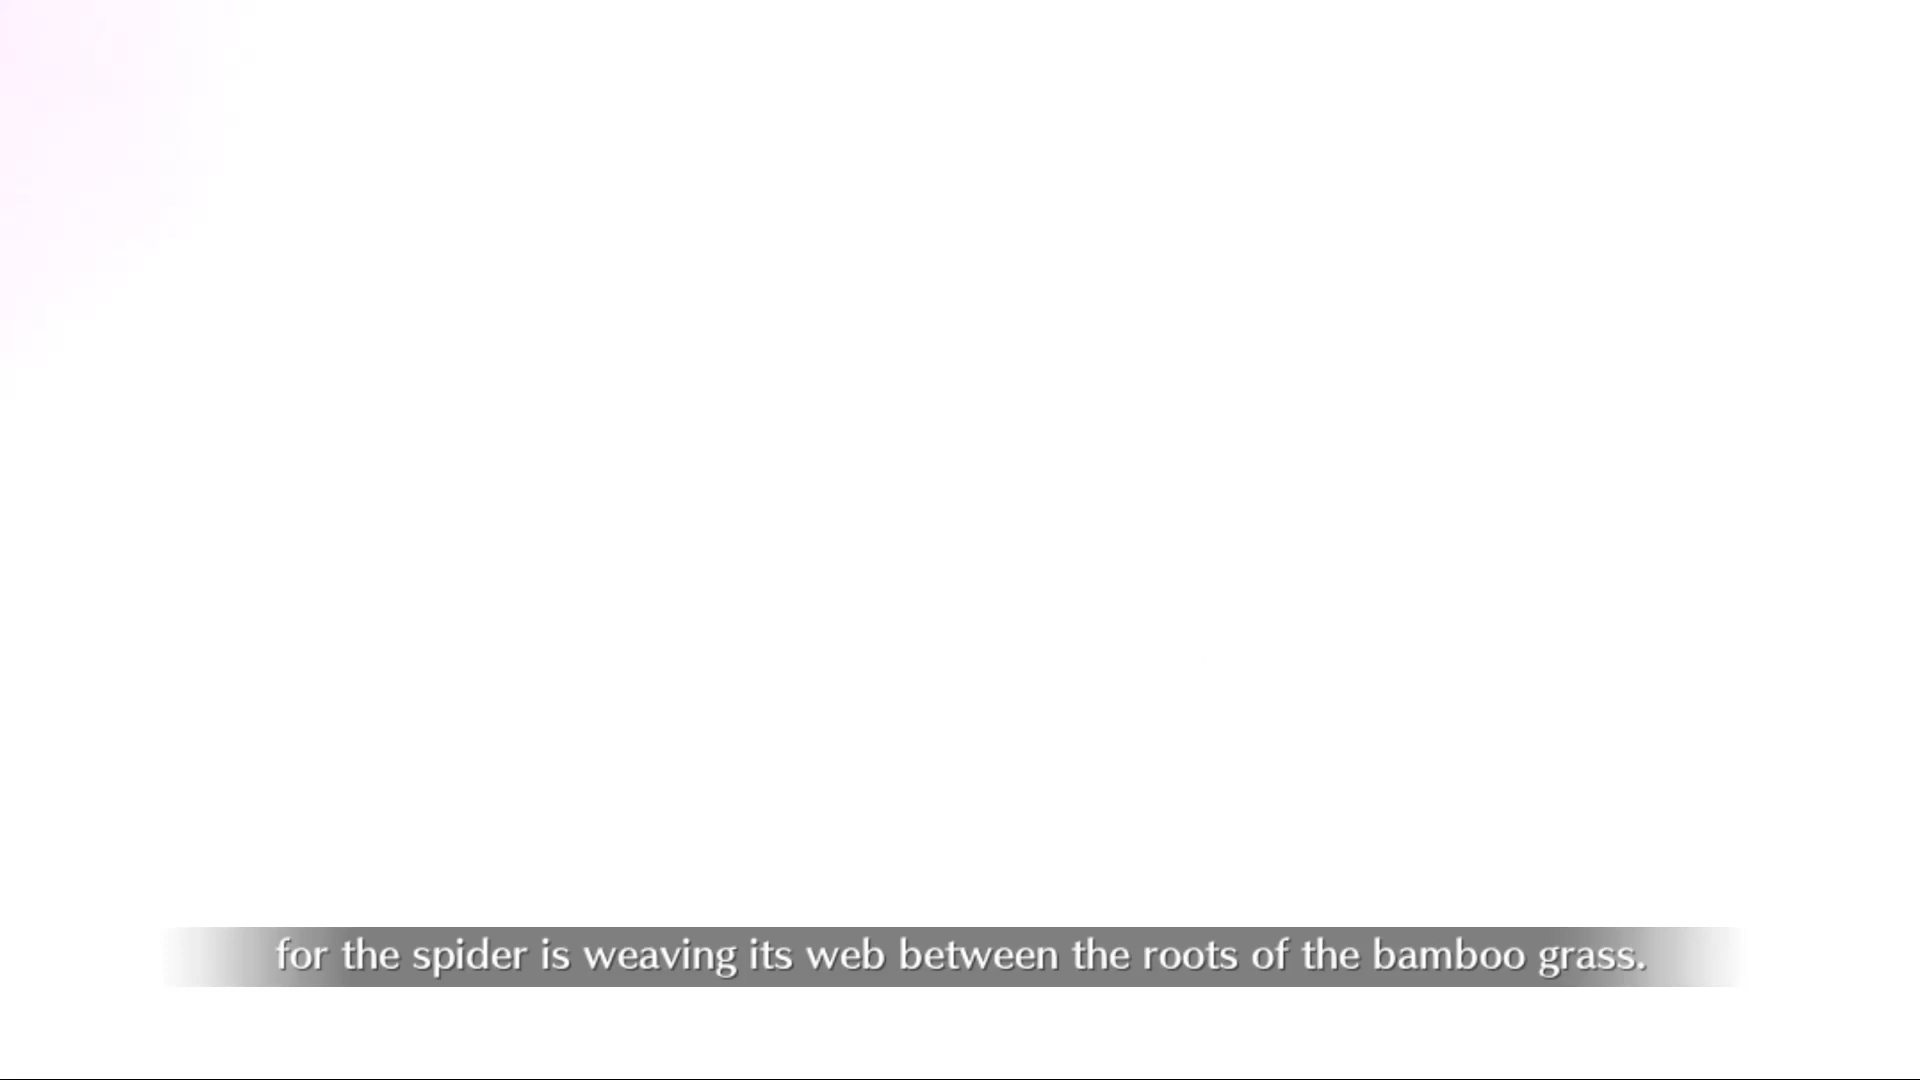 for the spider is weaving its web between the roots of the bamboo grass.